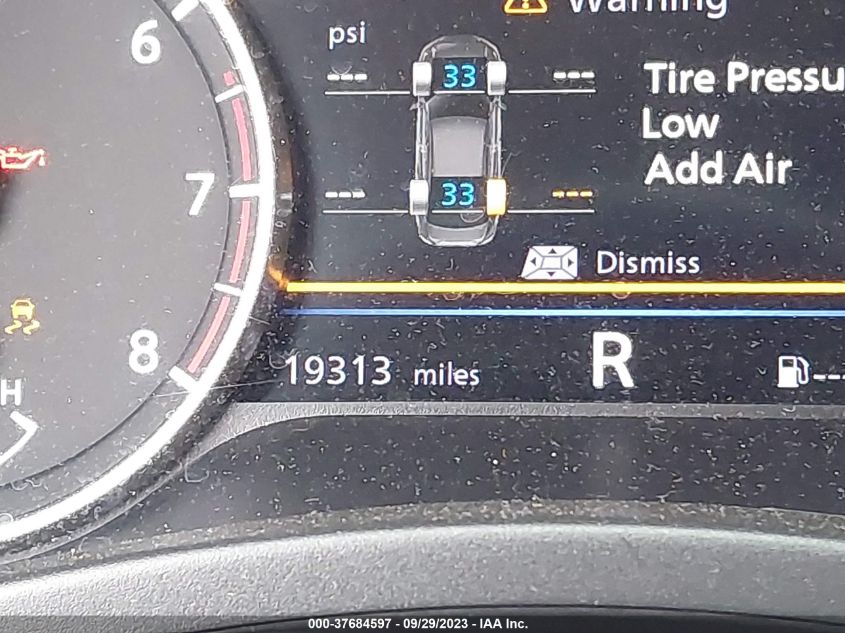 Warning
6
psi
--- 33 ---
Tire Pressu
Low
Add Air
7
--- 33 ---
Dismiss
8
19313 miles
R
---
H
000-37684597 - 09/29/2023 - IAA Inc.